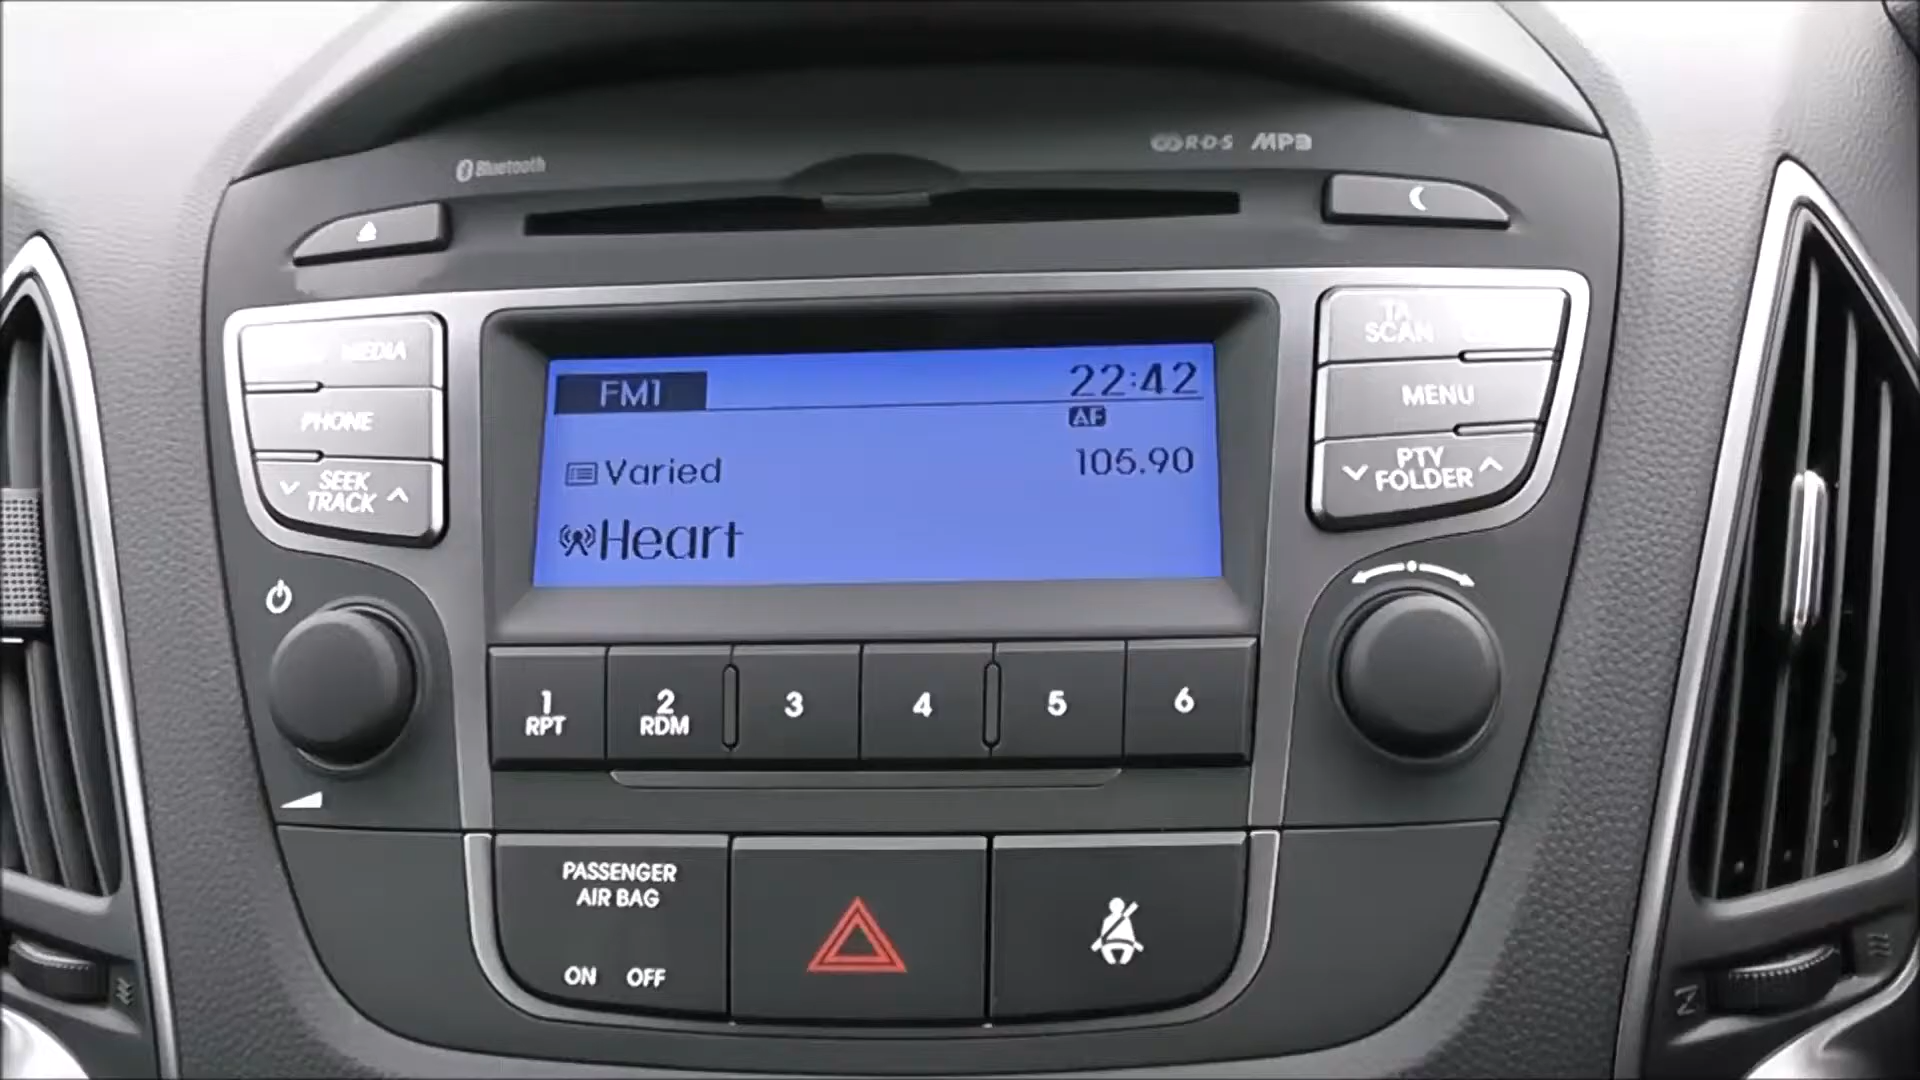 Bluetooth
R·D·S MP3
MEDIA
PHONE
SEEK
TRACK
FM1
22:42
AF
Varied
105.90
Heart
TA
SCAN
MENU
PTY
FOLDER
1
RPT
2
RDM
3
4
5
6
PASSENGER
AIR BAG
ON OFF